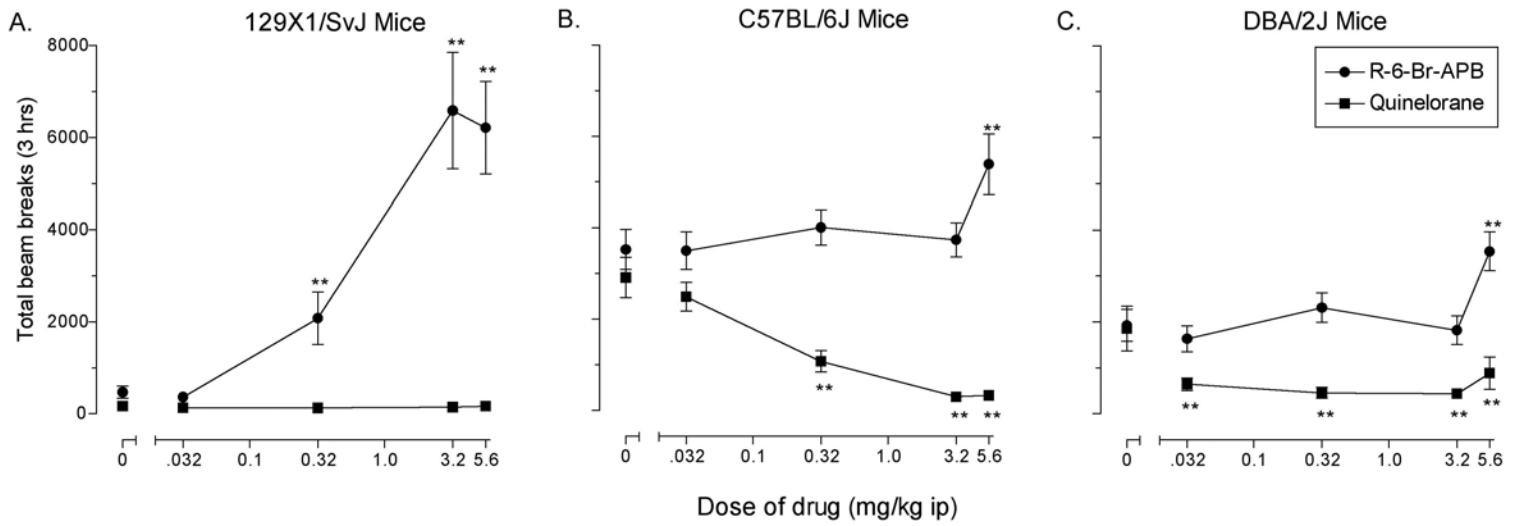 A.
129X1/SvJ Mice
B.
C57BL/6J Mice
C.
DBA/2J Mice
R-6-Br-APB
Quinelorane
Total beam breaks (3 hrs)
8000
6000
4000
2000
0
**
**
**
**
**
**
**
**
**
**
**
**
0 .032 0.1 0.32 1.0 3.2 5.6
0 .032 0.1 0.32 1.0 3.2 5.6
0 .032 0.1 0.32 1.0 3.2 5.6
Dose of drug (mg/kg ip)